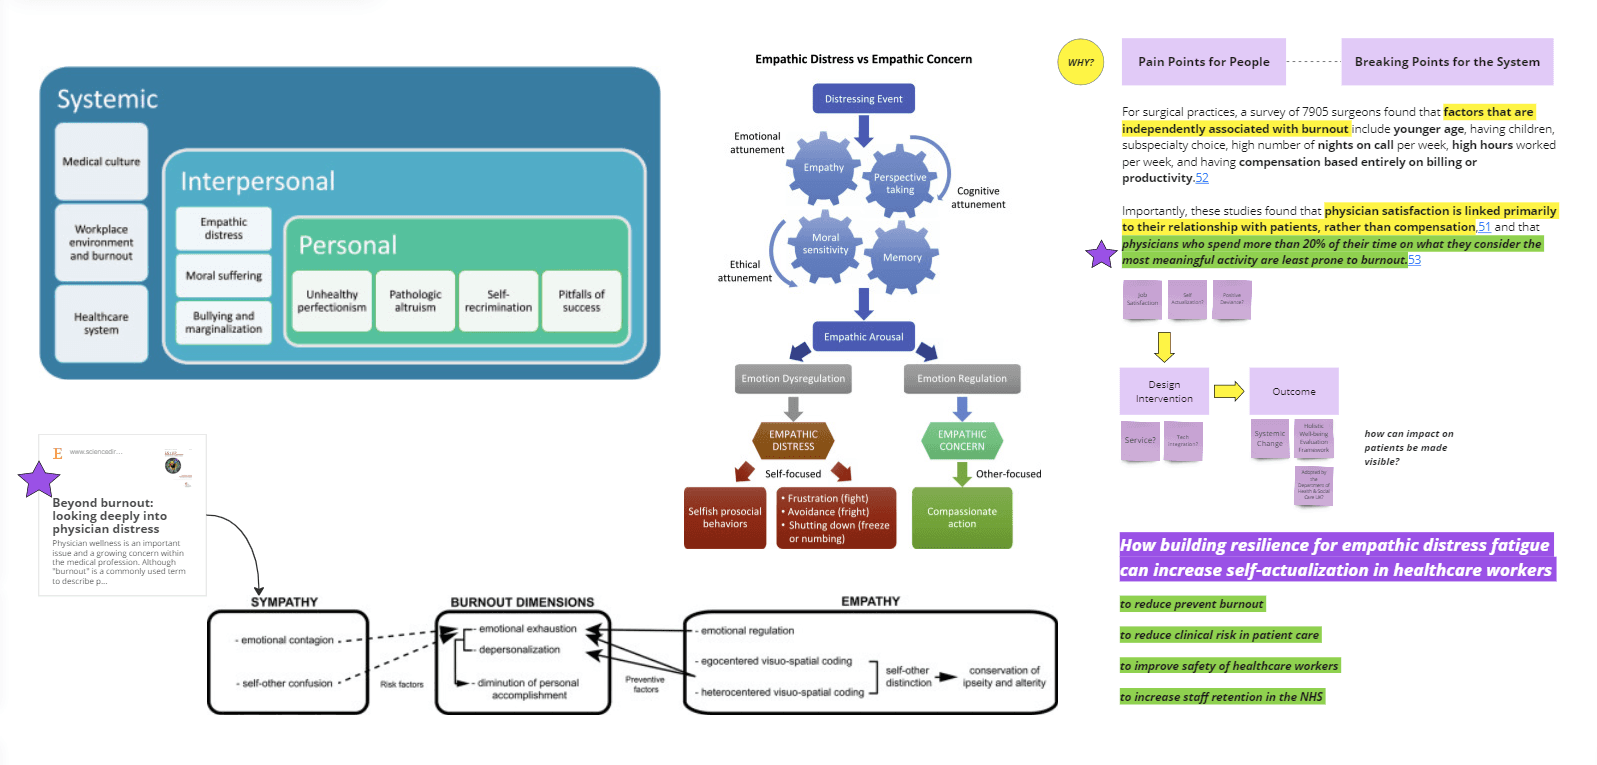 Systemic
Medical culture
Workplace
environment
and burnout
Healthcare
system
Interpersonal
Empathic
distress
Moral suffering
Bullying and
marginalization
Personal
Unhealthy
perfectionism
Pathologic
altruism
Self-
recrimination
Pitfalls of
success
Empathic Distress vs Empathic Concern
Distressing Event
Emotional
attunement
Empathy
Perspective
taking
Cognitive
attunement
Moral
sensitivity
Memory
Ethical
attunement
Empathic Arousal
Emotion Dysregulation
Emotion Regulation
EMPATHIC
DISTRESS
EMPATHIC
CONCERN
Self-focused
Other-focused
Selfish prosocial
behaviors
• Frustration (fight)
• Avoidance (fright)
• Shutting down (freeze
or numbing)
Compassionate
action
WHY?
Pain Points for People
Breaking Points for the System
For surgical practices, a survey of 7905 surgeons found that factors that are
independently associated with burnout include younger age, having children,
subspecialty choice, high number of nights on call per week, high hours worked
per week, and having compensation based entirely on billing or
productivity.52
Importantly, these studies found that physician satisfaction is linked primarily
to their relationship with patients, rather than compensation,51 and that
physicians who spend more than 20% of their time on what they consider the
most meaningful activity are least prone to burnout.53
Job
Satisfaction
Self
Actualization?
Positive
Deviance?
Design
Intervention
Outcome
Service?
Tech
Integration?
Systemic
Change
Holistic
Well-being
Evaluation
Framework
Adopted by
the
Department of
Health & Social
Care UK?
how can impact on
patients be made
visible?
How building resilience for empathic distress fatigue
can increase self-actualization in healthcare workers
to reduce prevent burnout
to reduce clinical risk in patient care
to improve safety of healthcare workers
to increase staff retention in the NHS
E
www.sciencedir...
Beyond burnout:
looking deeply into
physician distress
Physician wellness is an important
issue and a growing concern within
the medical profession. Although
"burnout" is a commonly used term
to describe p...
SYMPATHY
- emotional contagion
- self-other confusion
Risk factors
BURNOUT DIMENSIONS
- emotional exhaustion
- depersonalization
- diminution of personal
accomplishment
Preventive
factors
EMPATHY
- emotional regulation
- egocentered visuo-spatial coding
- heterocentered visuo-spatial coding
self-other
distinction
conservation of
ipseity and alterity